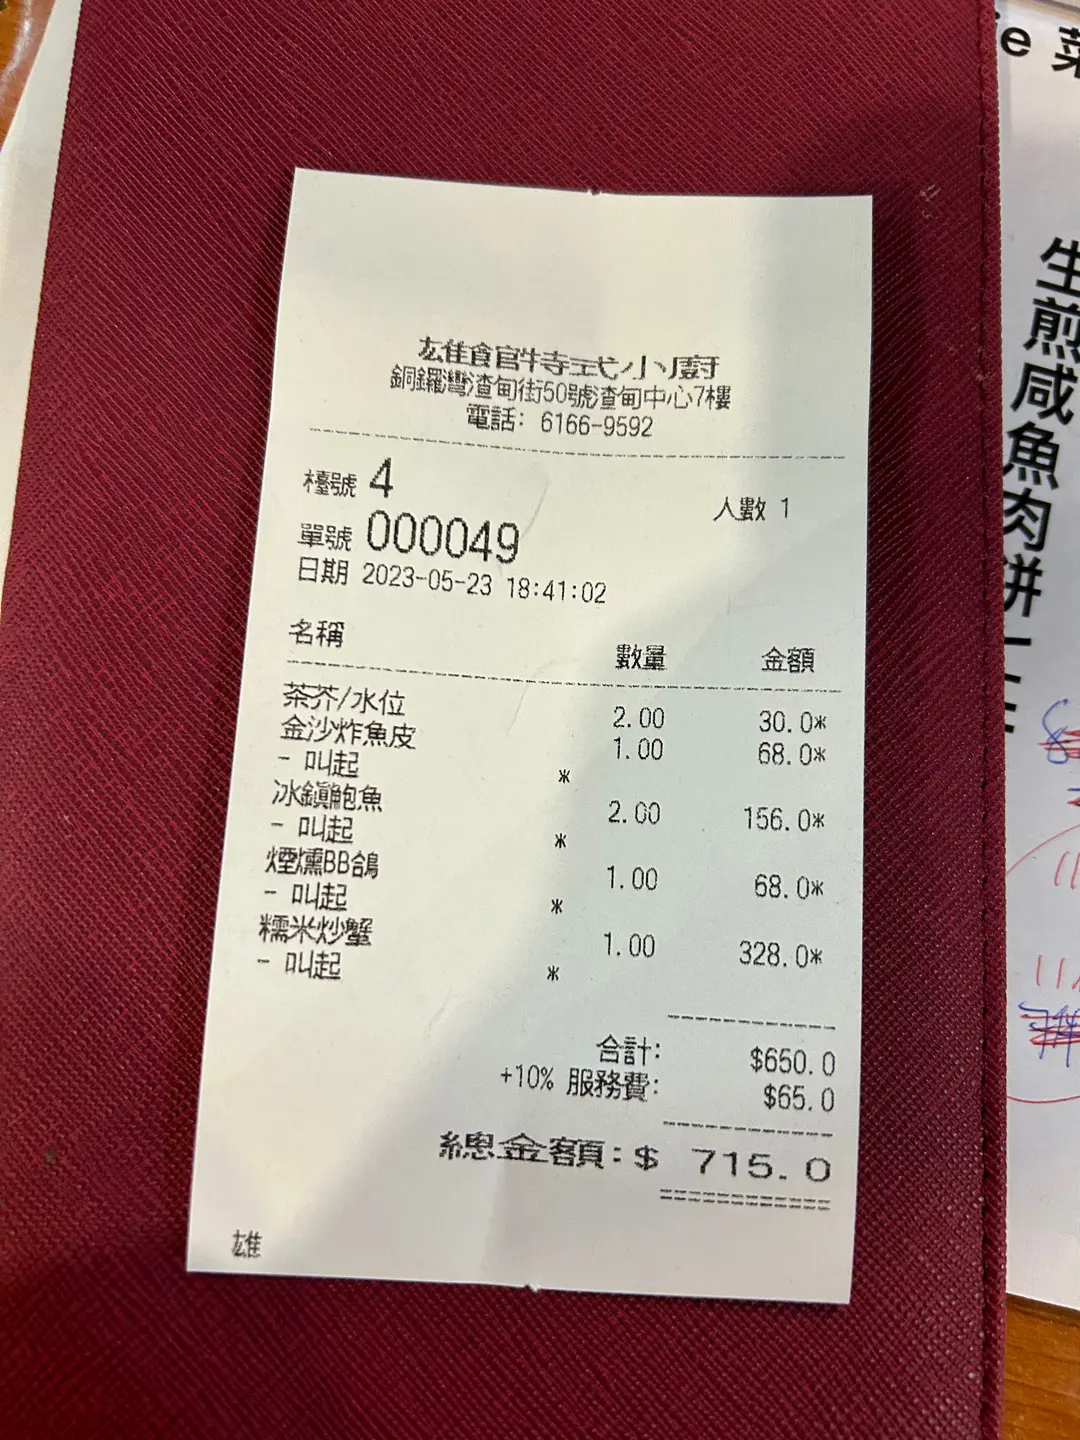 雄館特式小廚
銅鑼灣渣甸街50號渣甸中心7樓
電話: 6166-9592
檯號 4 人數 1
單號 000049
日期 2023-05-23 18:41:02
名稱 數量 金額
茶芥/水位 2.00 30.0*
金沙炸魚皮 1.00 68.0*
- 叫起 *
冰鎮鮑魚 2.00 156.0*
- 叫起 *
煙燻BB鴿 1.00 68.0*
- 叫起 *
糯米炒蟹 1.00 328.0*
- 叫起 *
合計: $650.0
+10% 服務費: $65.0
總金額:$ 715.0
雄
菜
生煎咸魚肉餅